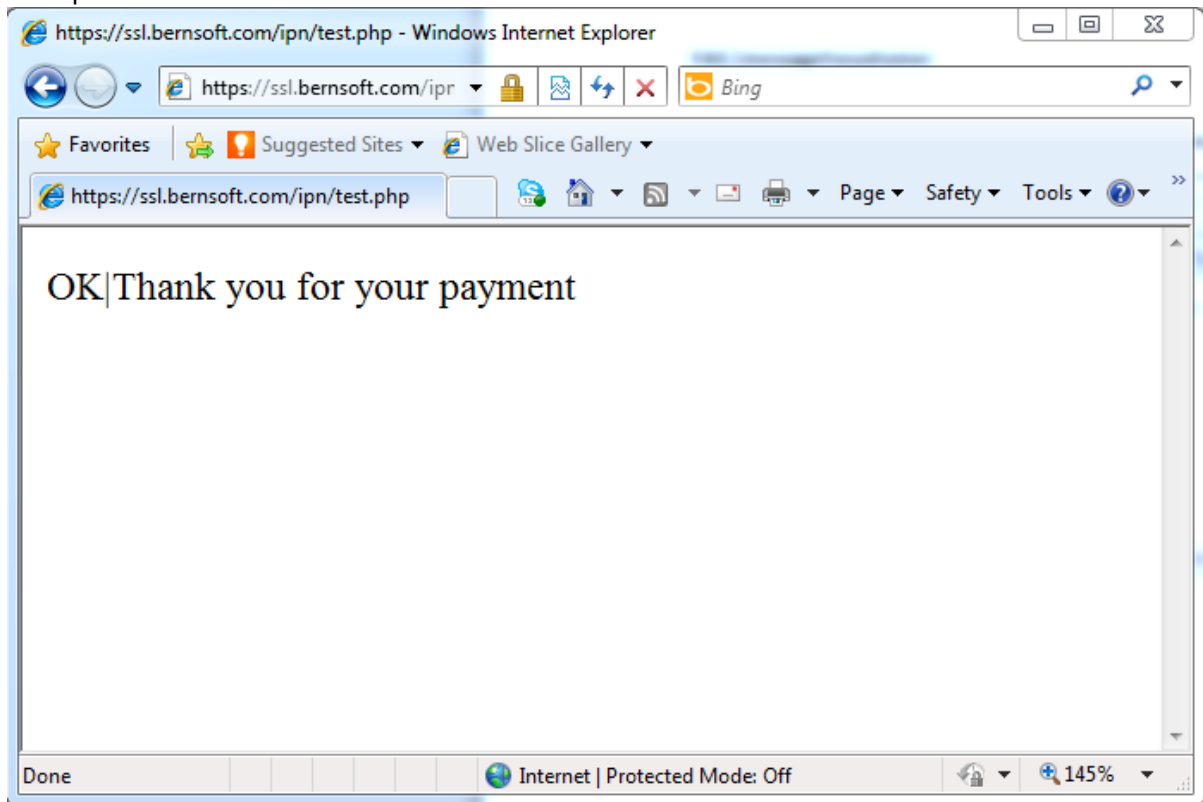 https://ssl.bernsoft.com/ipn/test.php - Windows Internet Explorer
https://ssl.bernsoft.com/ipr Bing
Favorites Suggested Sites Web Slice Gallery
https://ssl.bernsoft.com/ipn/test.php Page Safety Tools
OK|Thank you for your payment
Done Internet | Protected Mode: Off 145%